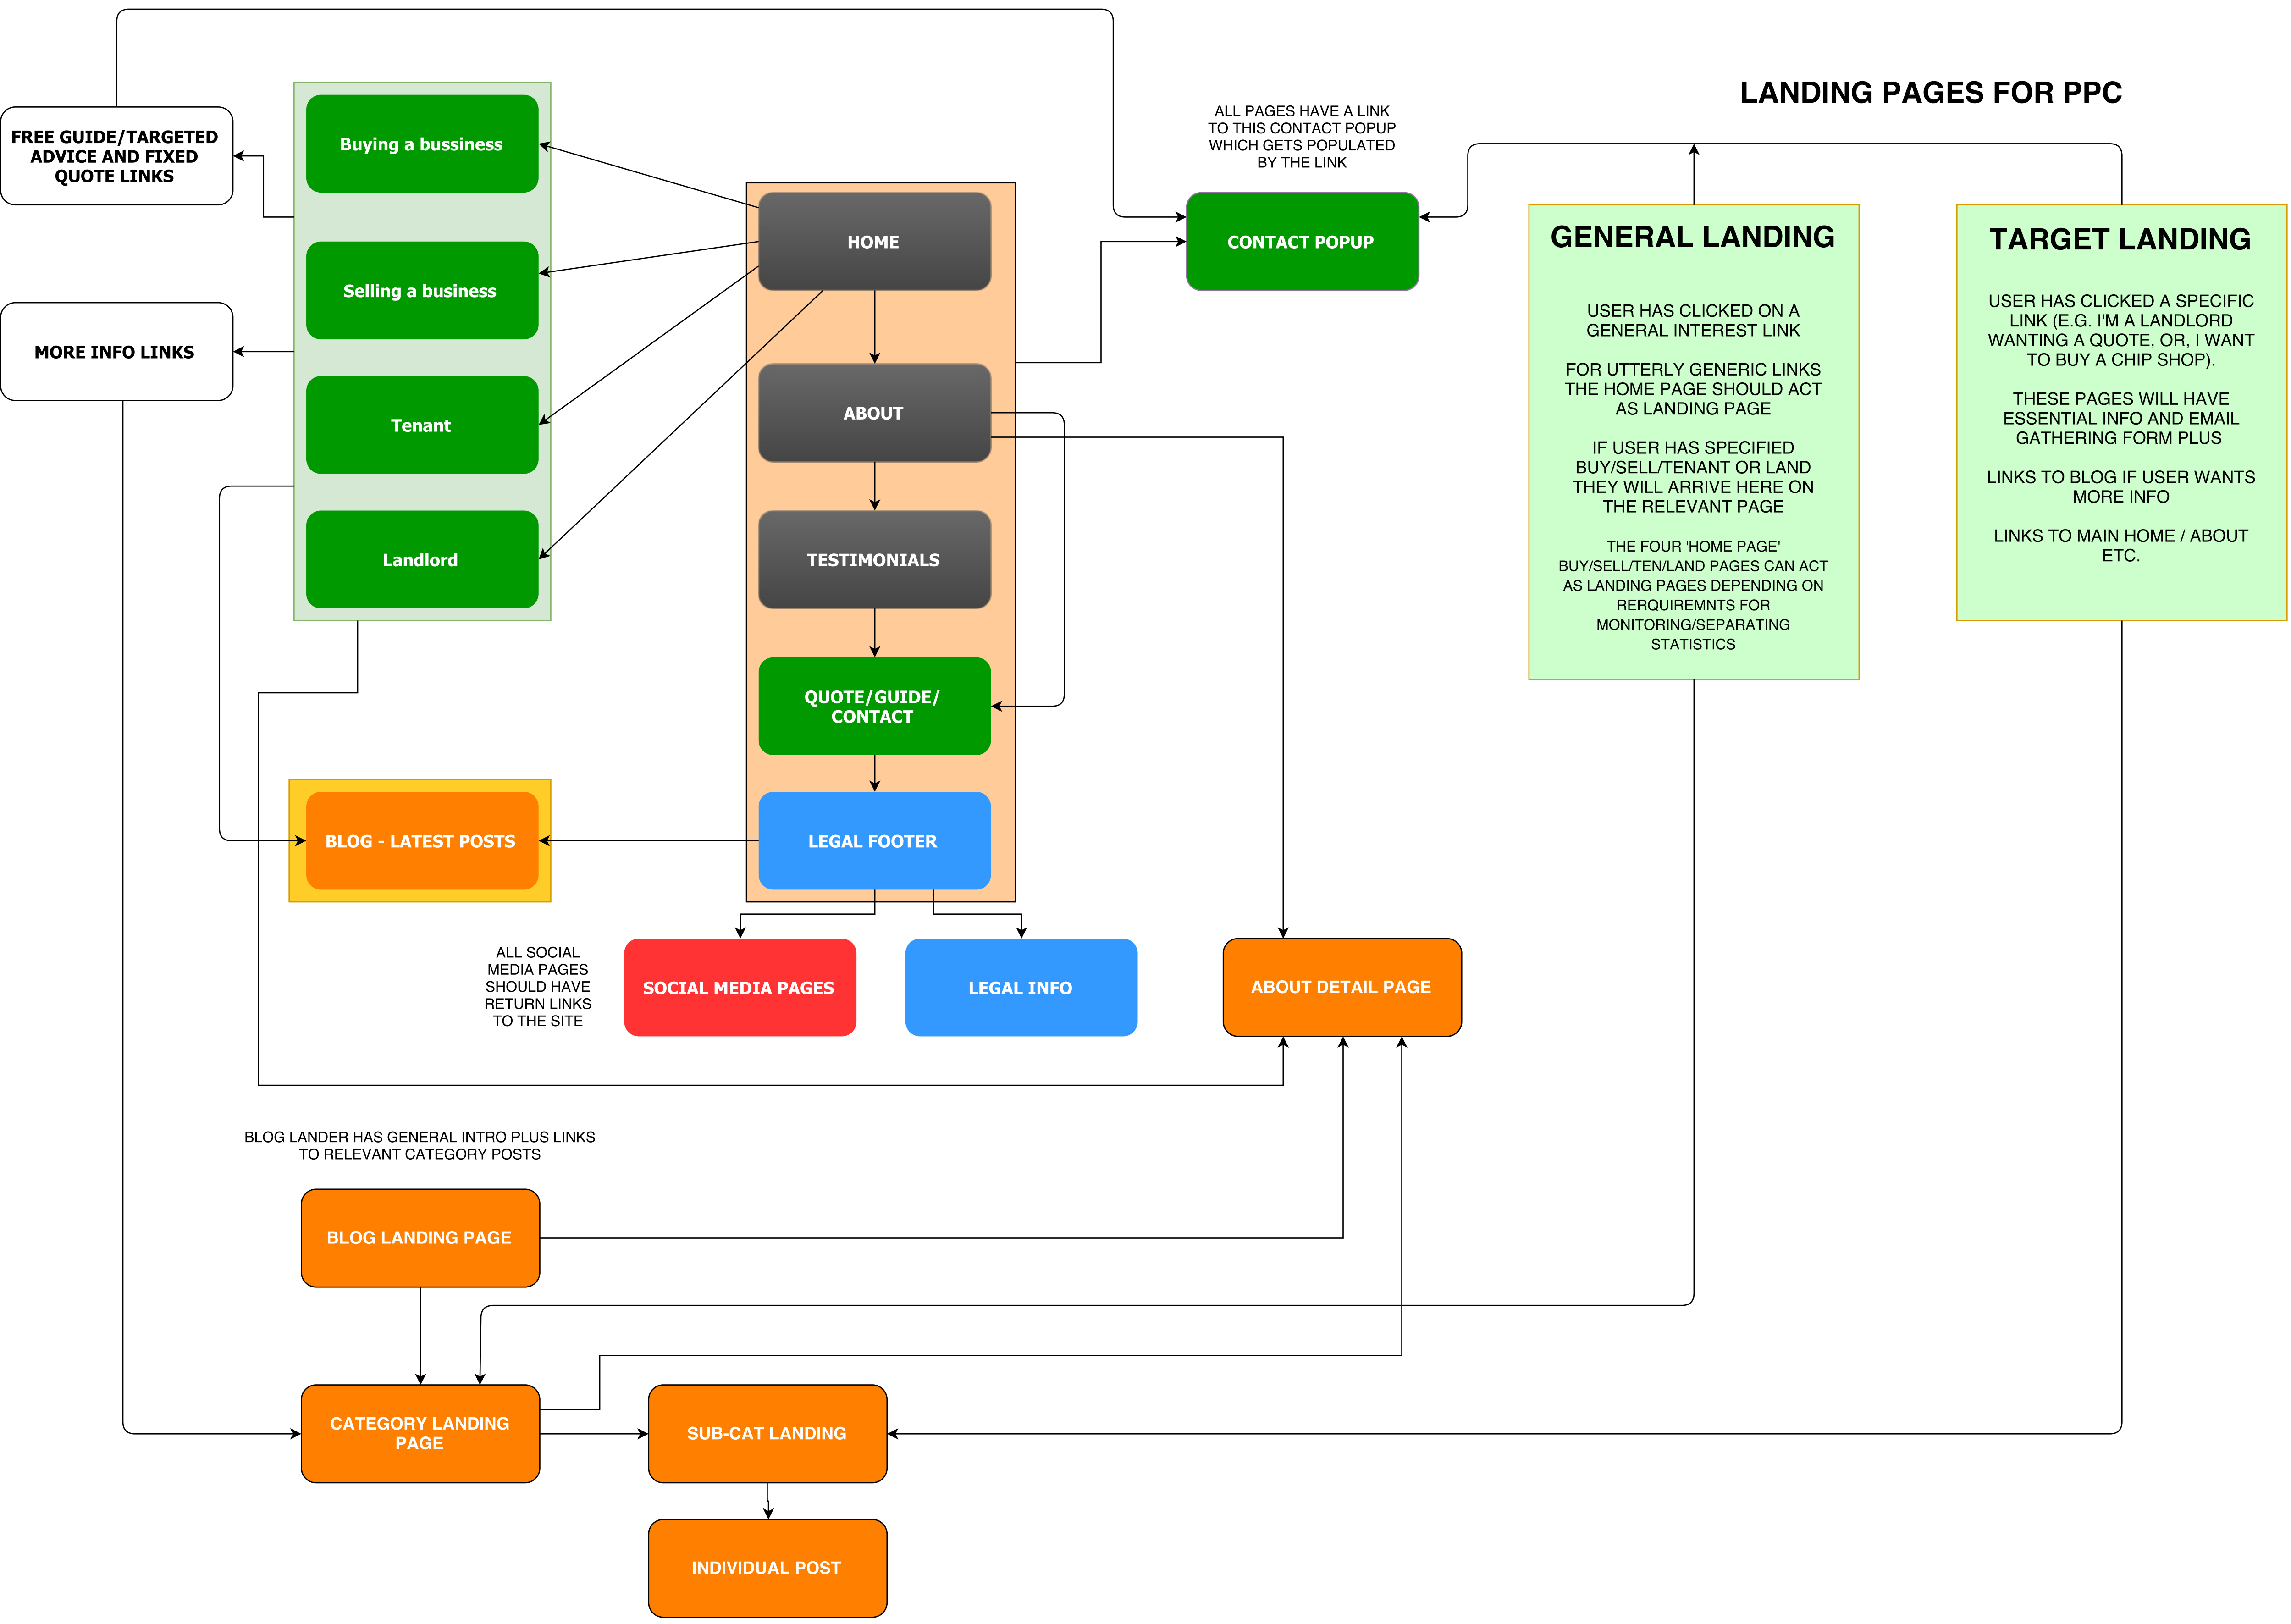 LANDING PAGES FOR PPC
FREE GUIDE/TARGETED
ADVICE AND FIXED
QUOTE LINKS
MORE INFO LINKS
Buying a bussiness
Selling a business
Tenant
Landlord
HOME
ABOUT
TESTIMONIALS
QUOTE/GUIDE/
CONTACT
LEGAL FOOTER
BLOG - LATEST POSTS
ALL PAGES HAVE A LINK
TO THIS CONTACT POPUP
WHICH GETS POPULATED
BY THE LINK
CONTACT POPUP
GENERAL LANDING
USER HAS CLICKED ON A
GENERAL INTEREST LINK
FOR UTTERLY GENERIC LINKS
THE HOME PAGE SHOULD ACT
AS LANDING PAGE
IF USER HAS SPECIFIED
BUY/SELL/TENANT OR LAND
THEY WILL ARRIVE HERE ON
THE RELEVANT PAGE
THE FOUR 'HOME PAGE'
BUY/SELL/TEN/LAND PAGES CAN ACT
AS LANDING PAGES DEPENDING ON
RERQUIREMNTS FOR
MONITORING/SEPARATING
STATISTICS
TARGET LANDING
USER HAS CLICKED A SPECIFIC
LINK (E.G. I'M A LANDLORD
WANTING A QUOTE, OR, I WANT
TO BUY A CHIP SHOP).
THESE PAGES WILL HAVE
ESSENTIAL INFO AND EMAIL
GATHERING FORM PLUS
LINKS TO BLOG IF USER WANTS
MORE INFO
LINKS TO MAIN HOME / ABOUT
ETC.
ALL SOCIAL
MEDIA PAGES
SHOULD HAVE
RETURN LINKS
TO THE SITE
SOCIAL MEDIA PAGES
LEGAL INFO
ABOUT DETAIL PAGE
BLOG LANDER HAS GENERAL INTRO PLUS LINKS
TO RELEVANT CATEGORY POSTS
BLOG LANDING PAGE
CATEGORY LANDING
PAGE
SUB-CAT LANDING
INDIVIDUAL POST